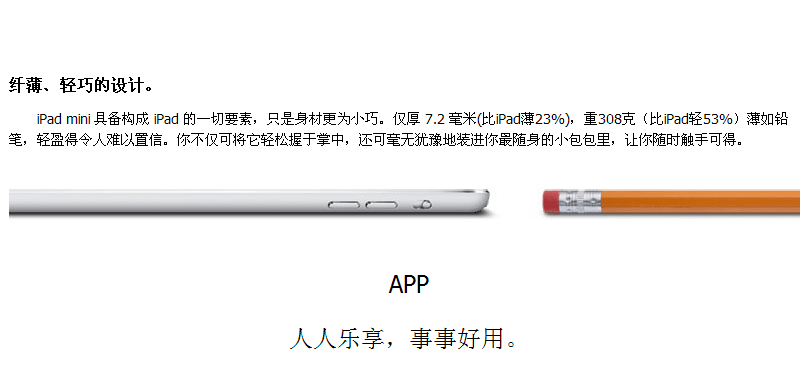 纤薄、轻巧的设计。
iPad mini 具备构成 iPad 的一切要素，只是身材更为小巧。仅厚 7.2 毫米(比iPad薄23%)，重308克（比iPad轻53%）薄如铅
笔，轻盈得令人难以置信。你不仅可将它轻松握于掌中，还可毫无犹豫地装进你最随身的小包包里，让你随时触手可得。
APP
人人乐享，事事好用。